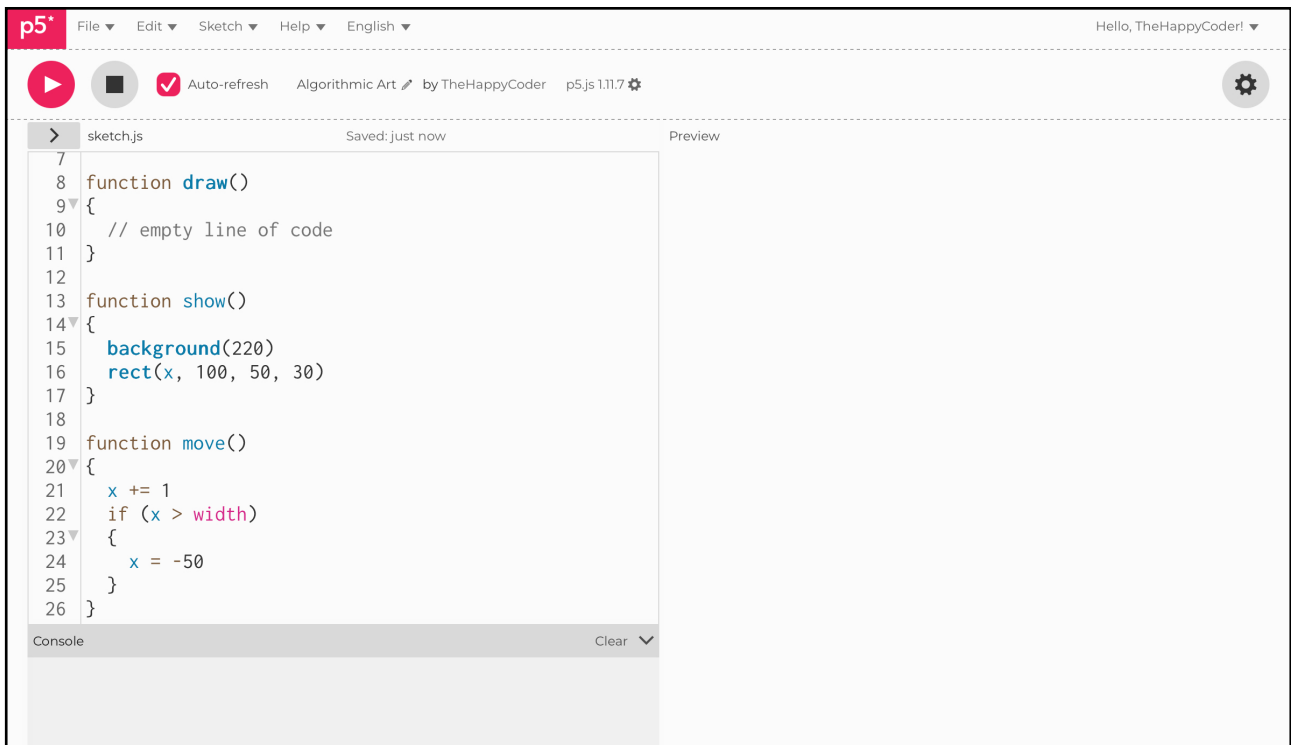 p5* File Edit Sketch Help English Hello, TheHappyCoder!
Auto-refresh Algorithmic Art by TheHappyCoder p5.js 1.11.7
> sketch.js Saved: just now Preview
7
8 function draw()
9 {
10   // empty line of code
11 }
12
13 function show()
14 {
15   background(220)
16   rect(x, 100, 50, 30)
17 }
18
19 function move()
20 {
21   x += 1
22   if (x > width)
23   {
24     x = -50
25   }
26 }
Console Clear